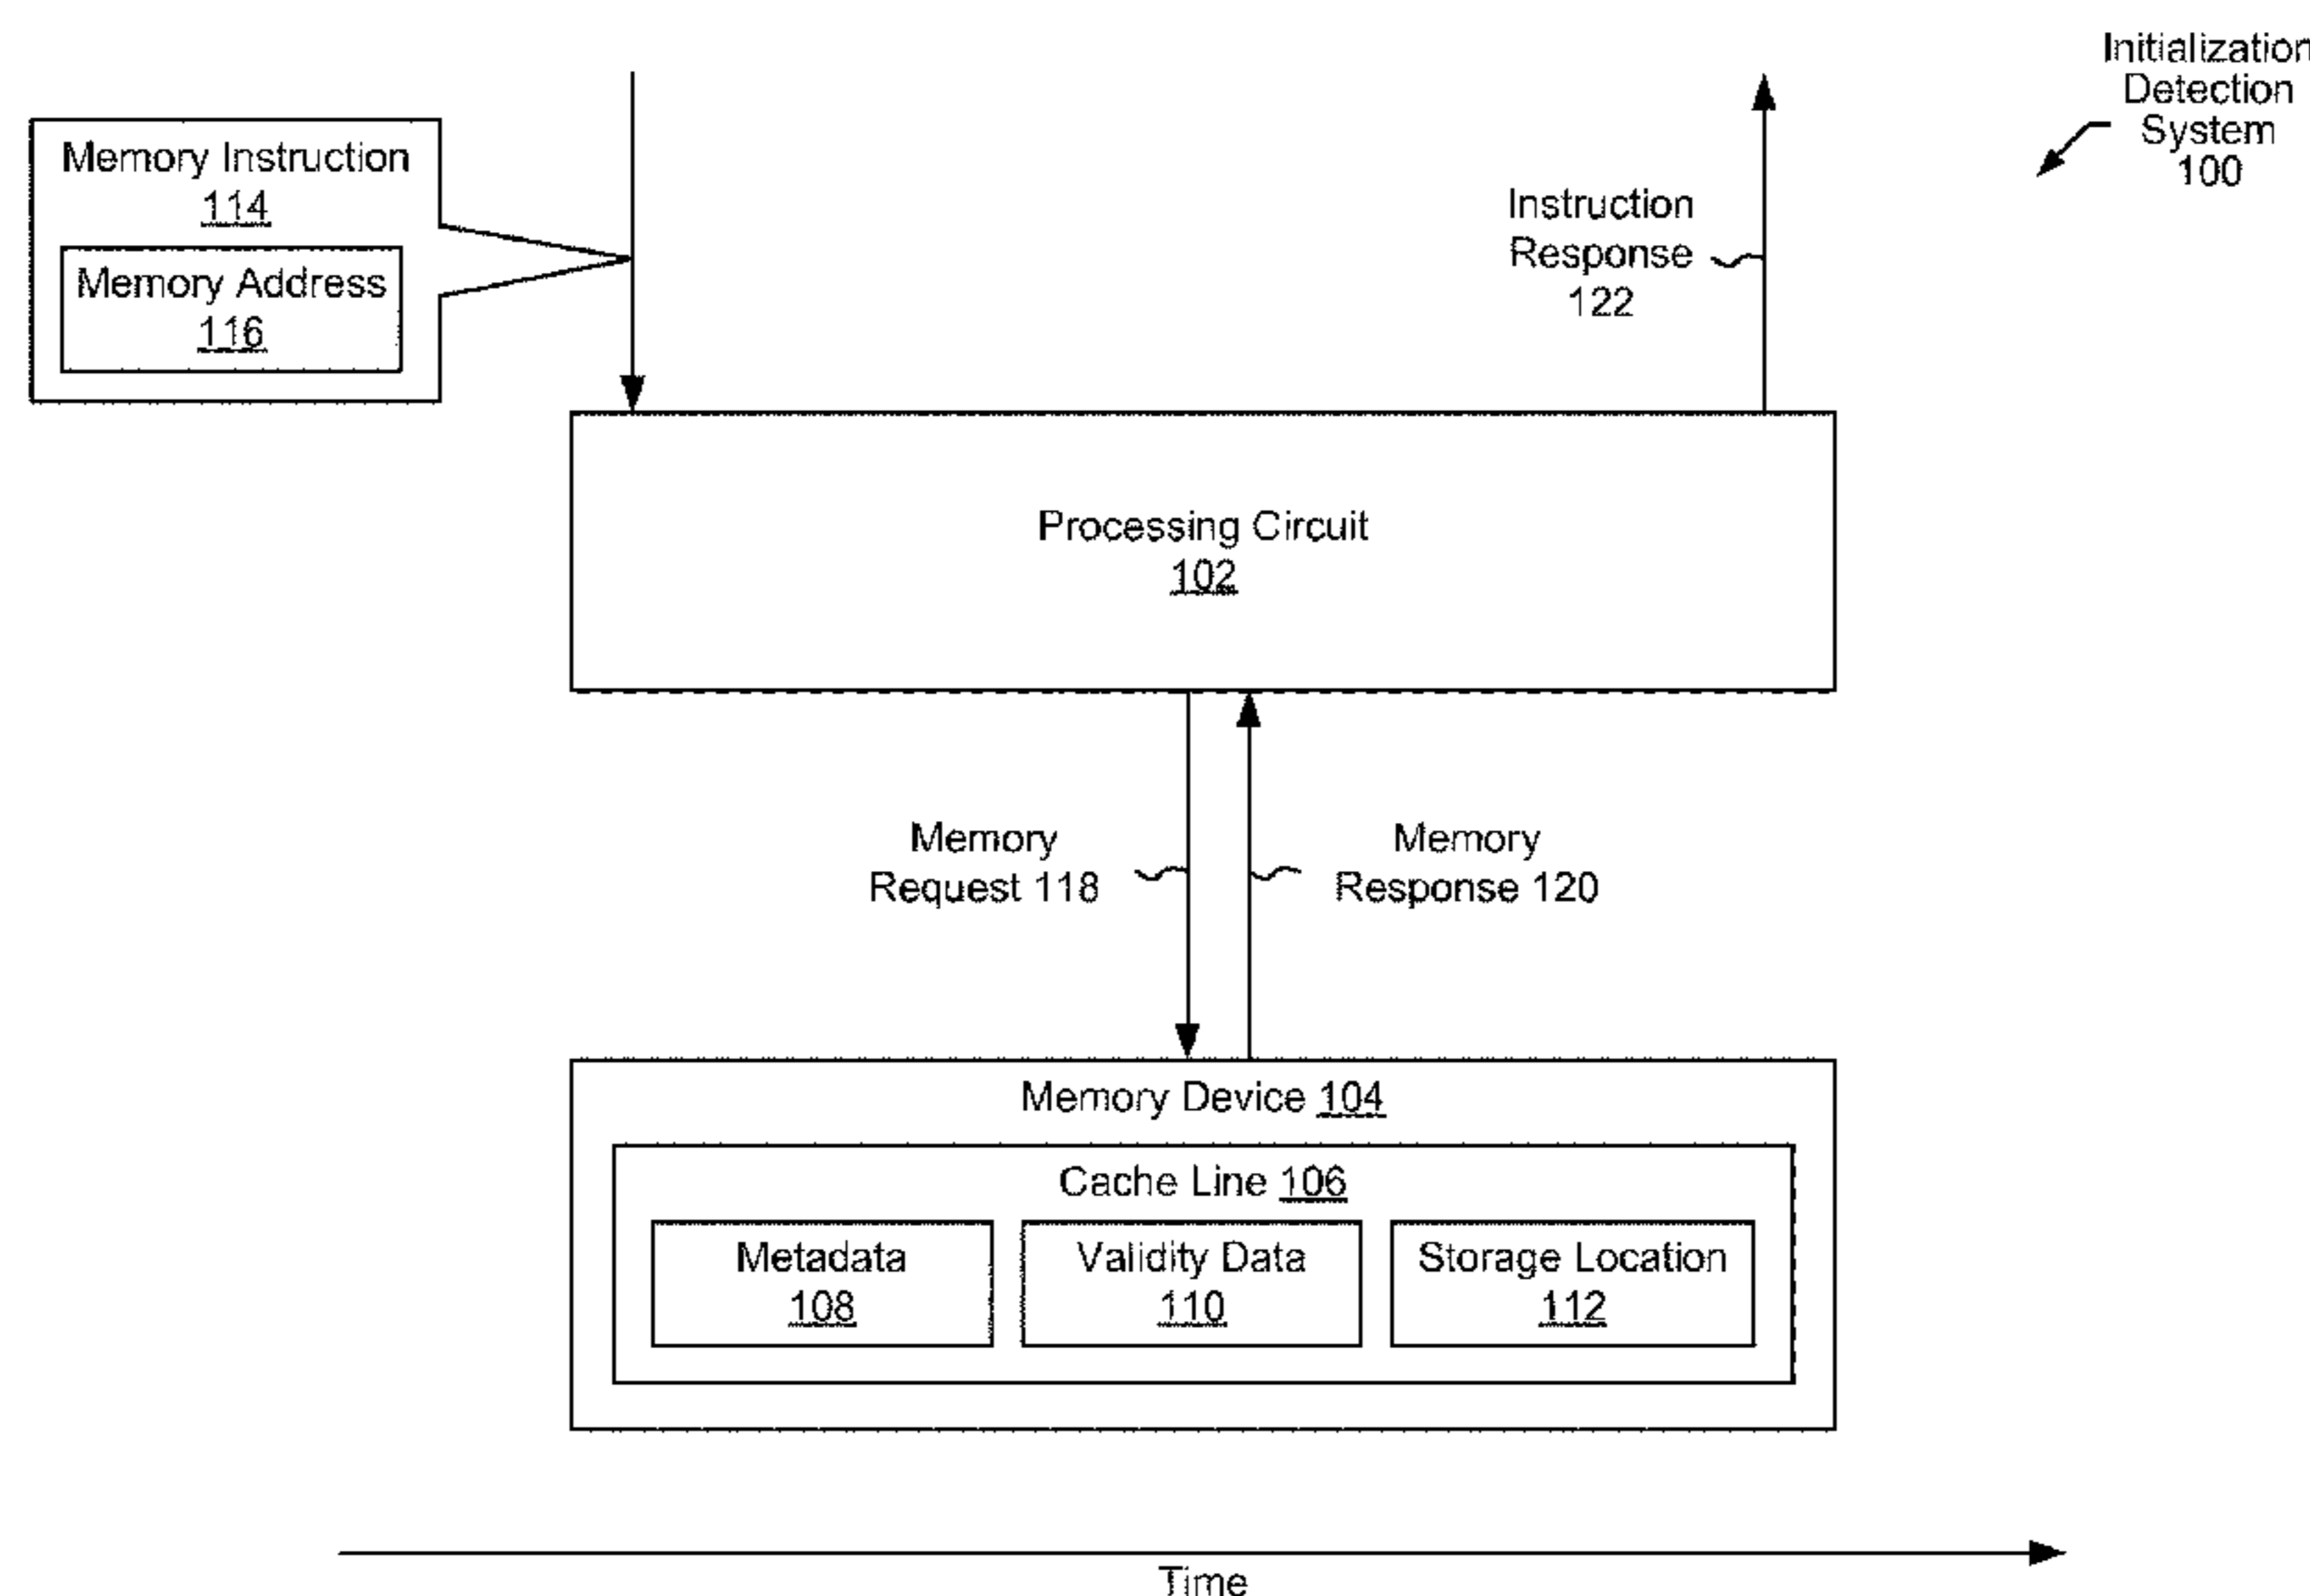 Initialization
Detection
System
100
Memory Instruction
114
Memory Address
116
Instruction
Response
122
Processing Circuit
102
Memory
Request 118
Memory
Response 120
Memory Device 104
Cache Line 106
Metadata
108
Validity Data
110
Storage Location
112
Time